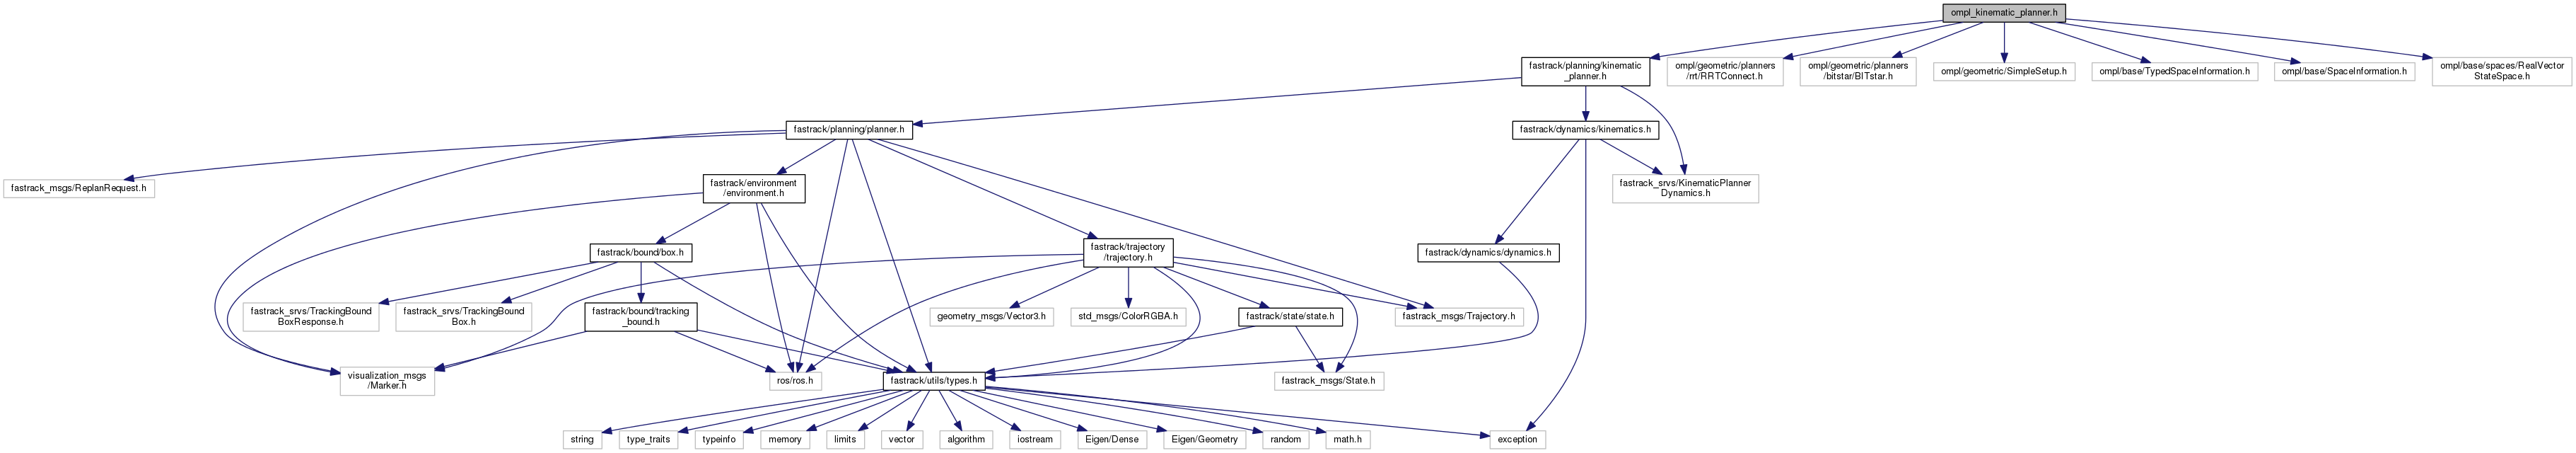 ompl_kinematic_planner.h
fastrack/planning/kinematic
_planner.h
ompl/geometric/planners
/rrt/RRTConnect.h
ompl/geometric/planners
/bitstar/BITstar.h
ompl/geometric/SimpleSetup.h
ompl/base/TypedSpaceInformation.h
ompl/base/SpaceInformation.h
ompl/base/spaces/RealVector
StateSpace.h
fastrack/planning/planner.h
fastrack/dynamics/kinematics.h
fastrack_msgs/ReplanRequest.h
fastrack/environment
/environment.h
fastrack_srvs/KinematicPlanner
Dynamics.h
fastrack/bound/box.h
fastrack/trajectory
/trajectory.h
fastrack/dynamics/dynamics.h
fastrack_srvs/TrackingBound
BoxResponse.h
fastrack_srvs/TrackingBound
Box.h
fastrack/bound/tracking
_bound.h
geometry_msgs/Vector3.h
std_msgs/ColorRGBA.h
fastrack/state/state.h
fastrack_msgs/Trajectory.h
visualization_msgs
/Marker.h
ros/ros.h
fastrack/utils/types.h
fastrack_msgs/State.h
string
type_traits
typeinfo
memory
limits
vector
algorithm
iostream
Eigen/Dense
Eigen/Geometry
random
math.h
exception